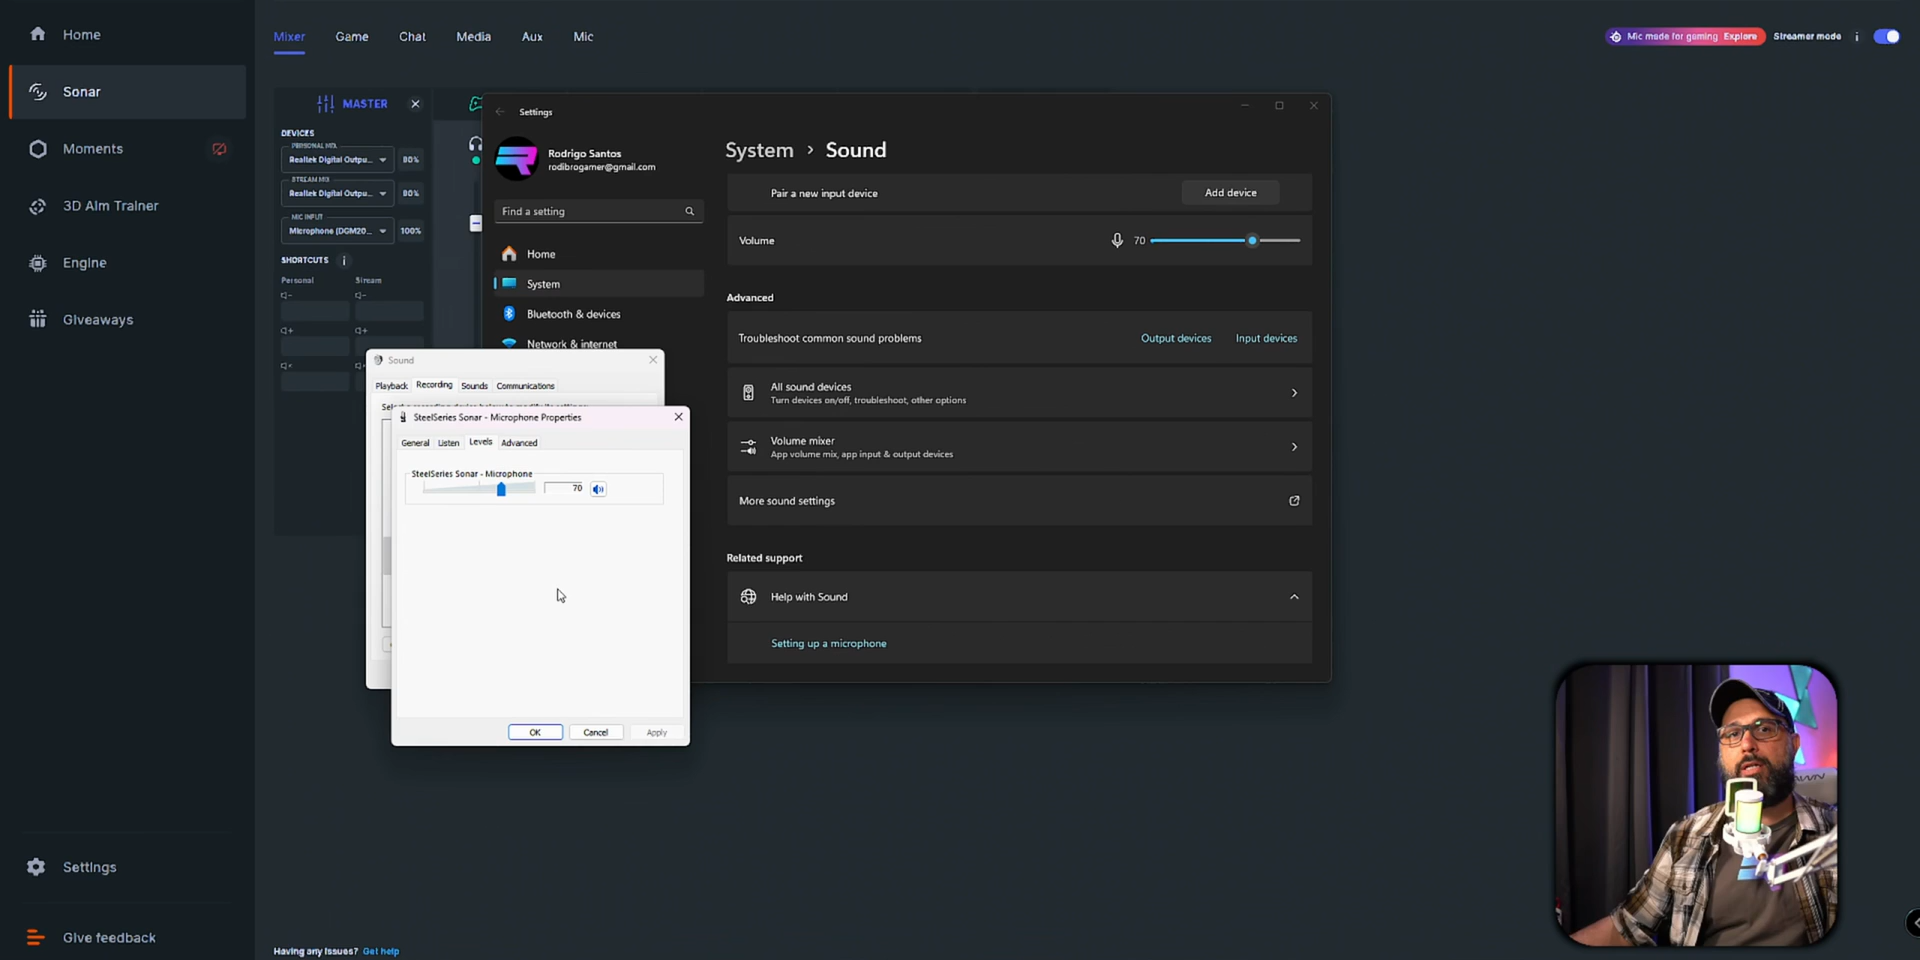 Home
Sonar
Moments
3D Aim Trainer
Engine
Giveaways
Settings
Give feedback
Mixer
Game
Chat
Media
Aux
Mic
Mic made for gaming Explore
Streamer mode
MASTER
DEVICES
PERSONAL MIX
Realtek Digital Outpu...
80%
STREAM MIX
Realtek Digital Outpu...
80%
MIC INPUT
Microphone (DGM20...
100%
SHORTCUTS
Personal
Stream
Having any issues? Get help
Settings
Rodrigo Santos
rodibrogamer@gmail.com
Find a setting
Home
System
Bluetooth & devices
Network & internet
System > Sound
Pair a new input device
Add device
Volume
70
Advanced
Troubleshoot common sound problems
Output devices
Input devices
All sound devices
Turn devices on/off, troubleshoot, other options
Volume mixer
App volume mix, app input & output devices
More sound settings
Related support
Help with Sound
Setting up a microphone
Sound
Playback
Recording
Sounds
Communications
SteelSeries Sonar - Microphone Properties
General
Listen
Levels
Advanced
SteelSeries Sonar - Microphone
70
OK
Cancel
Apply